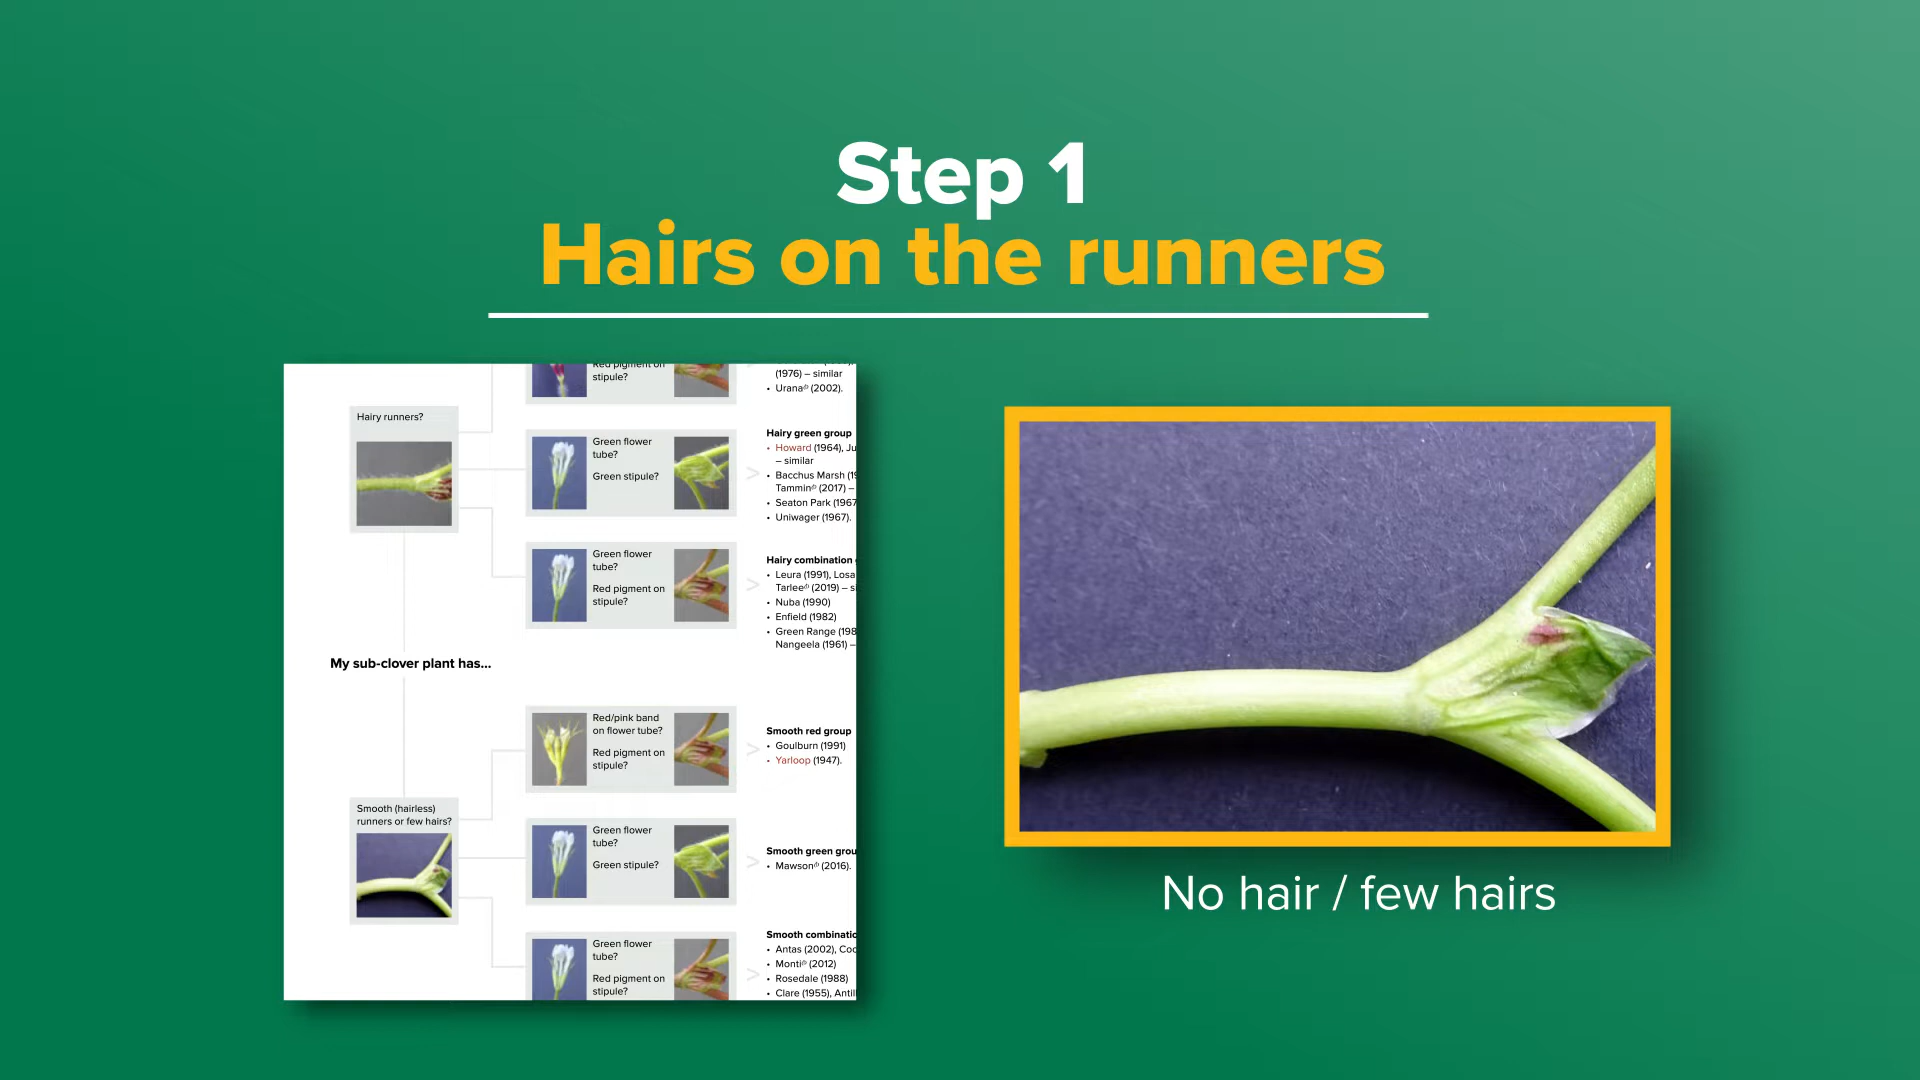 Step 1
Hairs on the runners
Red pigment on
stipule?
(1976) – similar
• Urana (2002).
Hairy runners?
Green flower
tube?
Green stipule?
Hairy green group
• Howard (1964), Ju
– similar
• Bacchus Marsh (19
Tammin (2017) –
• Seaton Park (1967
• Uniwager (1967).
Green flower
tube?
Red pigment on
stipule?
Hairy combination
• Leura (1991), Losa
Tarlee (2019) – si
• Nuba (1990)
• Enfield (1982)
• Green Range (198
Nangeela (1961) –
My sub-clover plant has...
Red/pink band
on flower tube?
Red pigment on
stipule?
Smooth red group
• Goulburn (1991)
• Yarloop (1947).
Smooth (hairless)
runners or few hairs?
Green flower
tube?
Green stipule?
Smooth green grou
• Mawson (2016).
Green flower
tube?
Red pigment on
stipule?
Smooth combinatio
• Antas (2002), Coo
• Monti (2012)
• Rosedale (1988)
• Clare (1955), Antil
No hair / few hairs